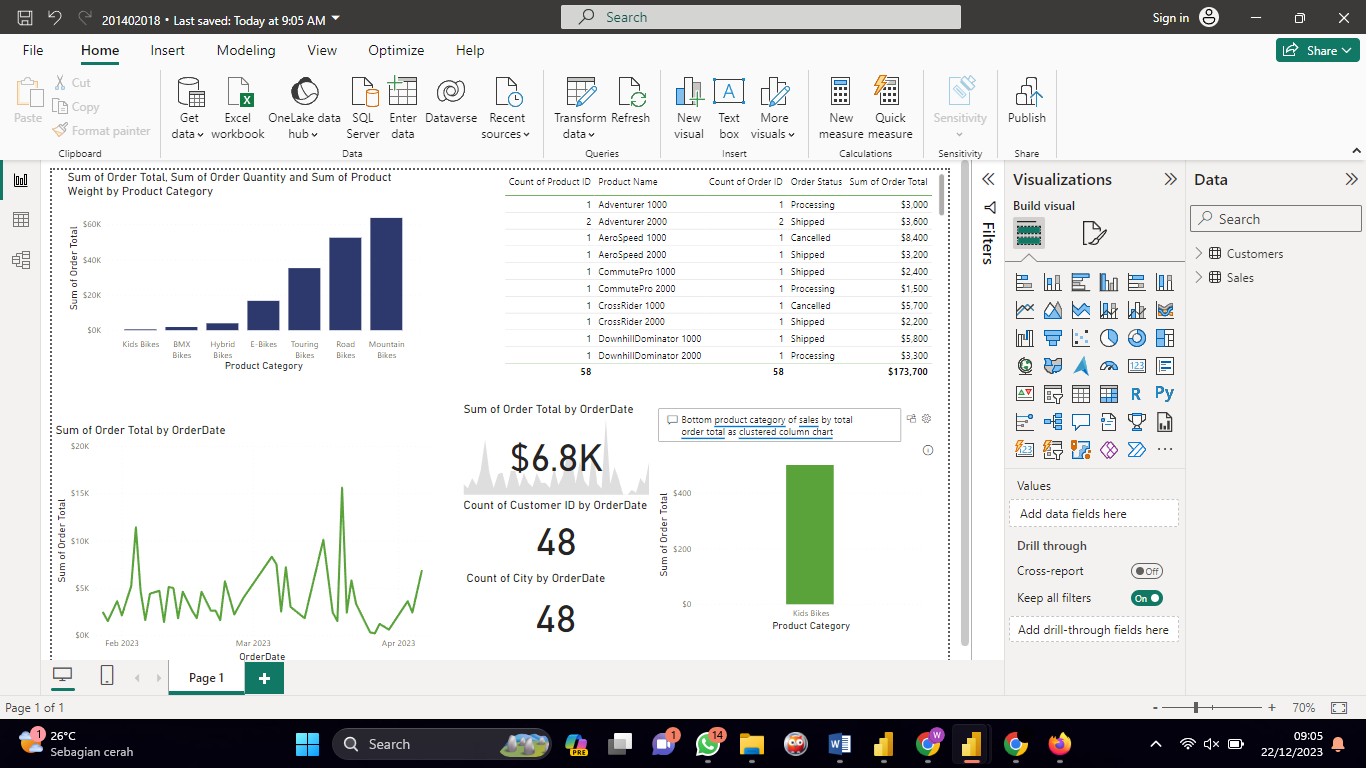 201402018 • Last saved: Today at 9:05 AM
Search
Sign in
File Home Insert Modeling View Optimize Help
Share
Paste
Cut
Copy
Format painter
Clipboard
Get data
Excel workbook
OneLake data hub
SQL Server
Enter data
Dataverse
Recent sources
Data
Transform data
Refresh
Queries
New visual
Text box
More visuals
Insert
New measure
Quick measure
Calculations
Sensitivity
Sensitivity
Publish
Share
Sum of Order Total, Sum of Order Quantity and Sum of Product
Weight by Product Category
Sum of Order Total
$60K
$40K
$20K
$0K
Kids Bikes
BMX Bikes
Hybrid Bikes
E-Bikes
Touring Bikes
Road Bikes
Mountain Bikes
Product Category
Count of Product ID Product Name Count of Order ID Order Status Sum of Order Total
1 Adventurer 1000 1 Processing $3,000
2 Adventurer 2000 2 Shipped $3,600
1 AeroSpeed 1000 1 Cancelled $8,400
1 AeroSpeed 2000 1 Shipped $3,200
1 CommutePro 1000 1 Shipped $2,400
1 CommutePro 2000 1 Processing $1,500
1 CrossRider 1000 1 Cancelled $5,700
1 CrossRider 2000 1 Shipped $2,200
1 DownhillDominator 1000 1 Shipped $5,800
1 DownhillDominator 2000 1 Processing $3,300
58 58 $173,700
Sum of Order Total by OrderDate
Sum of Order Total
$20K
$15K
$10K
$5K
$0K
Feb 2023 Mar 2023 Apr 2023
OrderDate
Sum of Order Total by OrderDate
$6.8K
Count of Customer ID by OrderDate
48
Count of City by OrderDate
48
Bottom product category of sales by total
order total as clustered column chart
Sum of Order Total
$400
$200
$0
Kids Bikes
Product Category
Filters
Visualizations
Build visual
123
R
Py
123
Values
Add data fields here
Drill through
Cross-report
Off
Keep all filters
On
Add drill-through fields here
Data
Search
Customers
Sales
Page 1
Page 1 of 1
- + 70%
1
26°C
Sebagian cerah
Search
PRE
1
14
W
09:05
22/12/2023